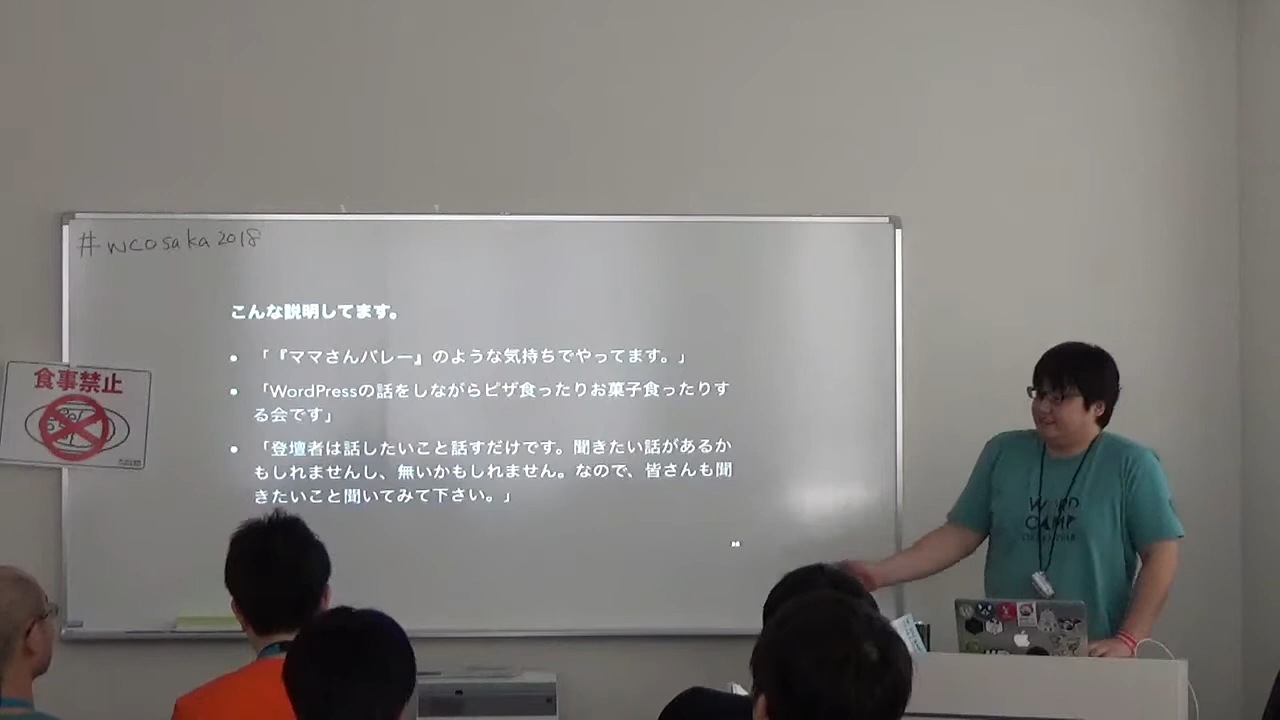 #wcosaka2018
こんな説明してます。
• 「『ママさんバレー』のような気持ちでやってます。」
• 「WordPressの話をしながらピザ食ったりお菓子食ったりす
る会です」
• 「登壇者は話したいこと話すだけです。聞きたい話があるか
もしれませんし、無いかもしれません。なので、皆さんも聞
きたいこと聞いてみて下さい。」
食事禁止
WORD
CAMP